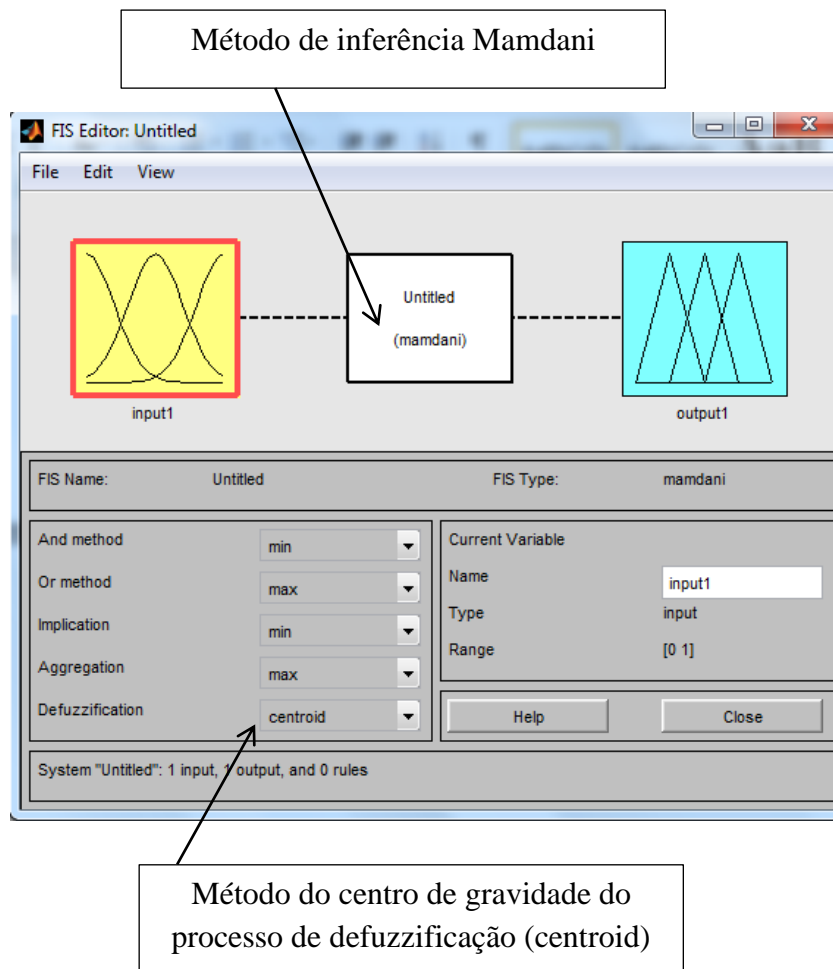 Método de inferência Mamdani
FIS Editor: Untitled
File Edit View
Untitled
(mamdani)
input1
output1
FIS Name: Untitled FIS Type: mamdani
And method min
Or method max
Implication min
Aggregation max
Defuzzification centroid
Current Variable
Name input1
Type input
Range [0 1]
Help Close
System "Untitled": 1 input, 1 output, and 0 rules
Método do centro de gravidade do
processo de defuzzificação (centroid)